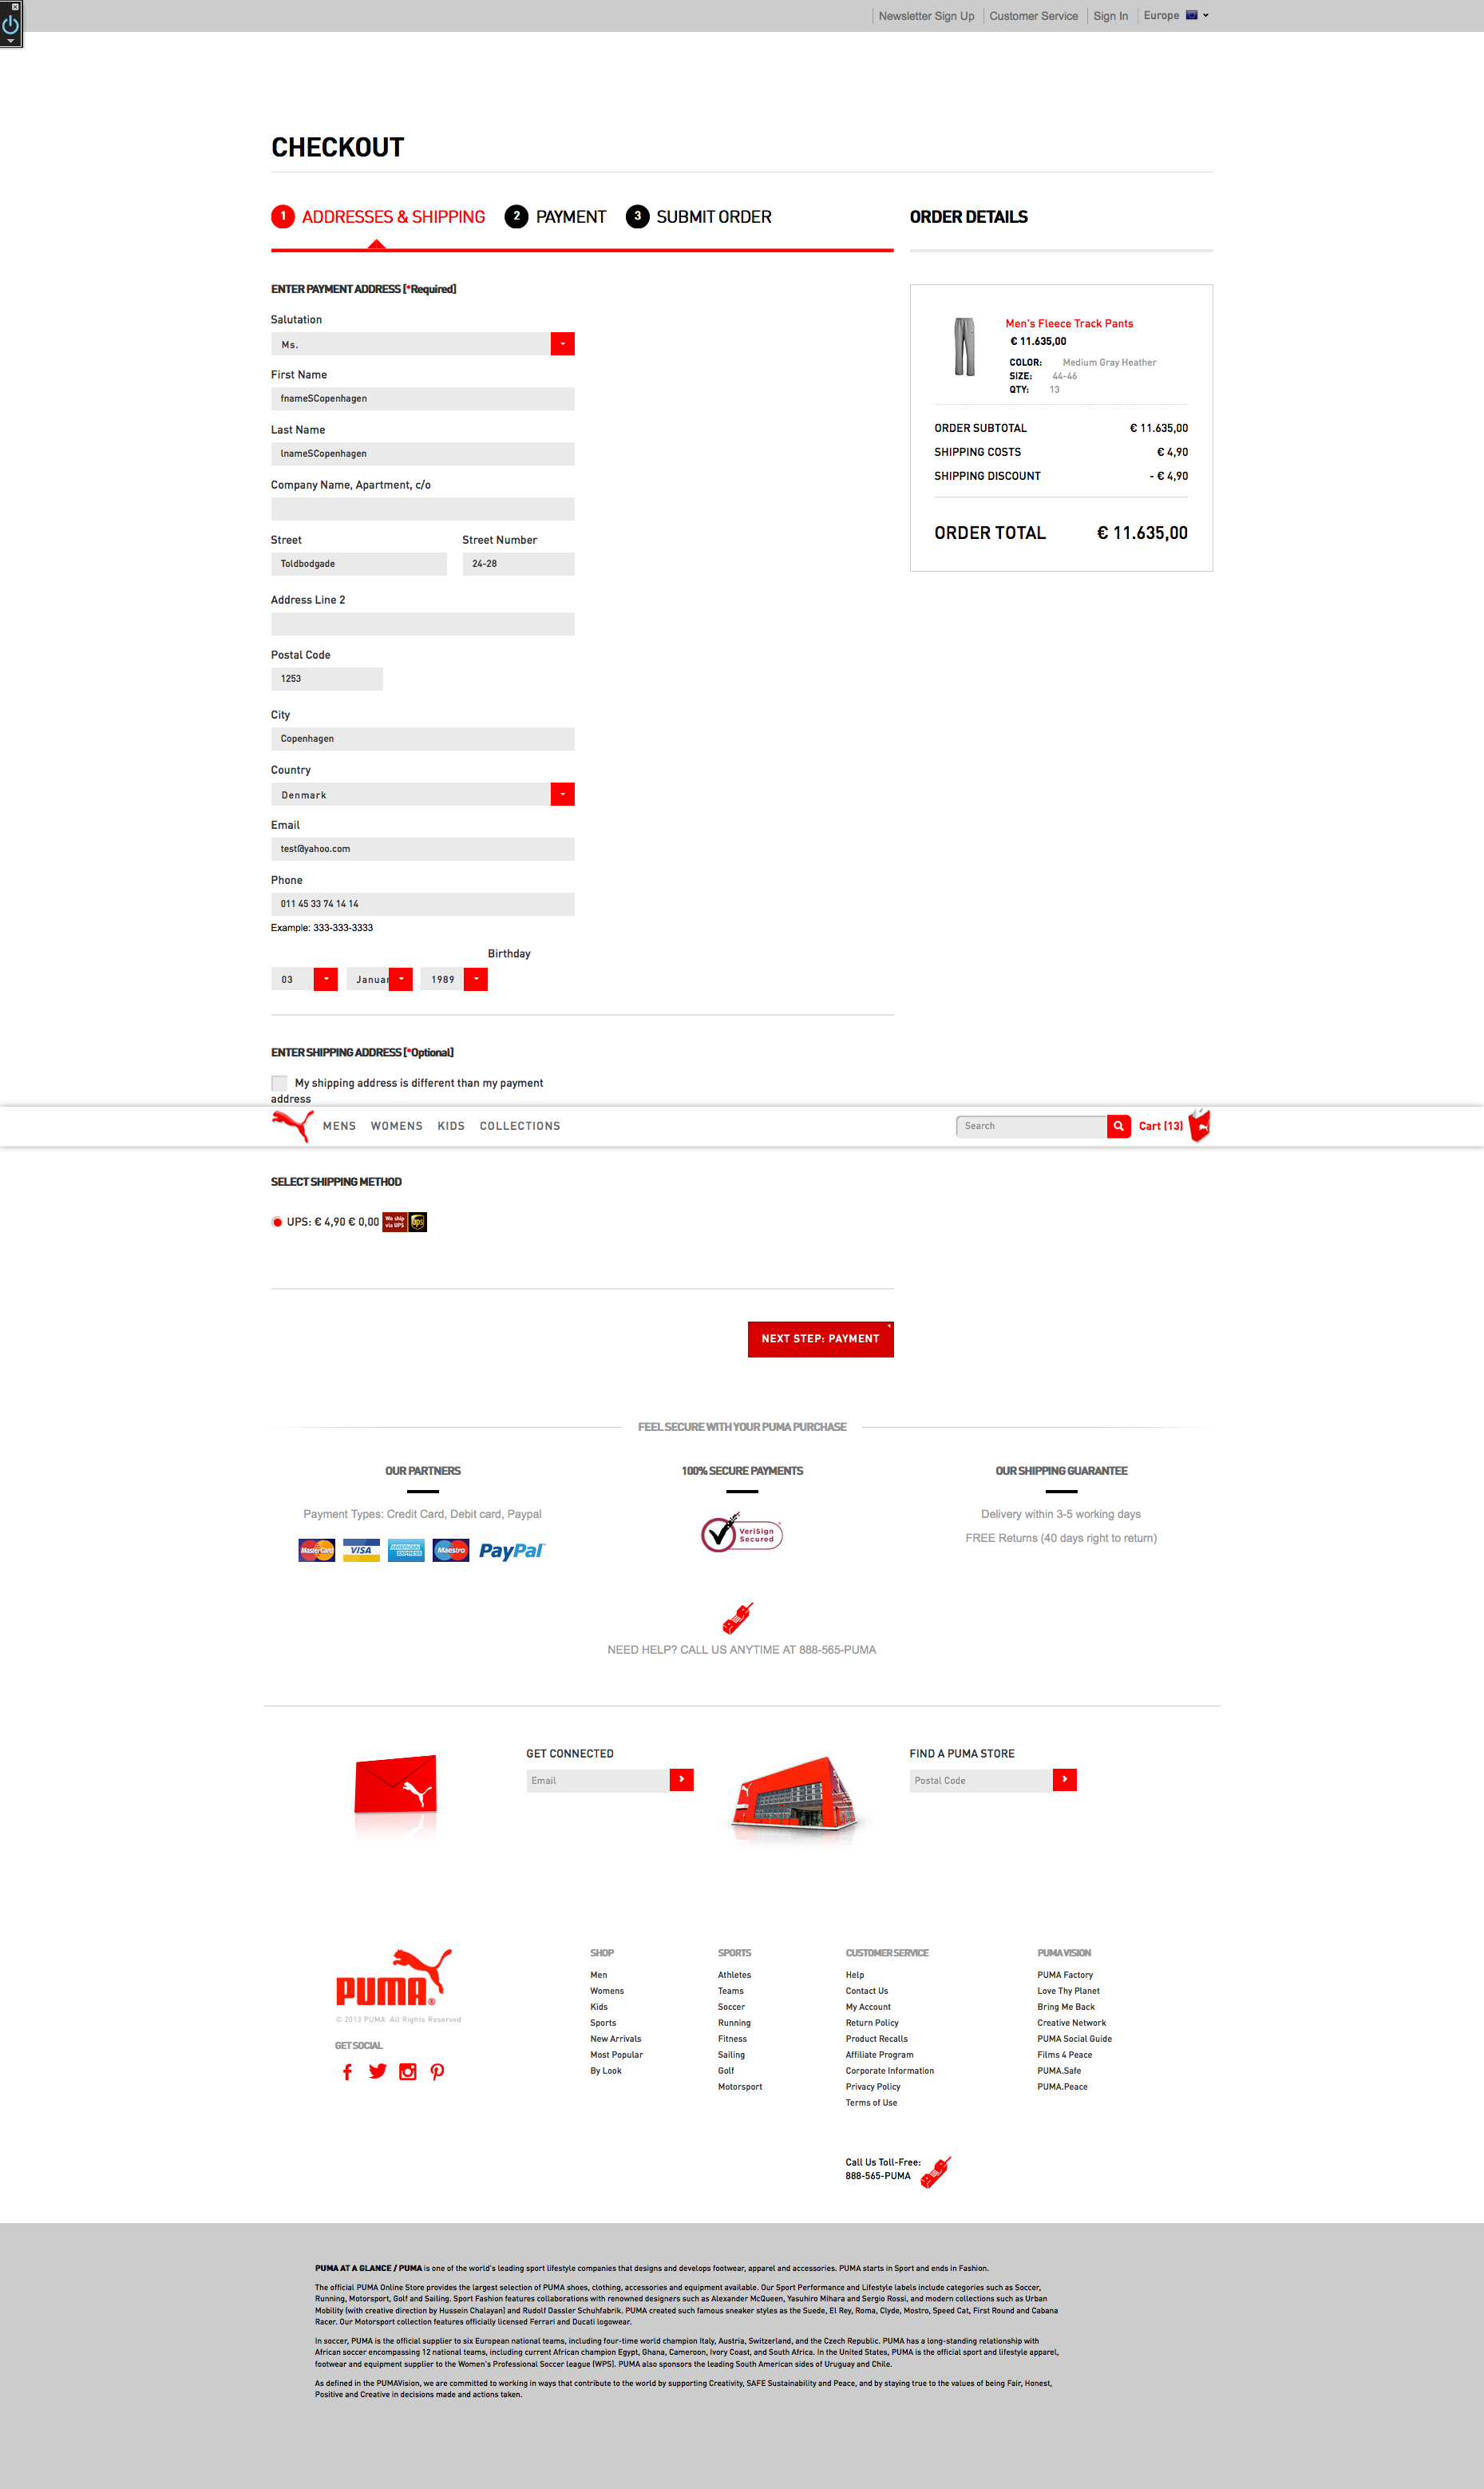 Newsletter Sign Up
Customer Service
Sign In
Europe
CHECKOUT
1 ADDRESSES & SHIPPING
2 PAYMENT
3 SUBMIT ORDER
ENTER PAYMENT ADDRESS [*Required]
Salutation
Ms.
First Name
fnameSCopenhagen
Last Name
lnameSCopenhagen
Company Name, Apartment, c/o
Street Street Number
Toldbodgade 24-28
Address Line 2
Postal Code
1253
City
Copenhagen
Country
Denmark
Email
test@yahoo.com
Phone
011 45 33 74 14 14
Example: 333-333-3333
Birthday
03 Januar 1989
ENTER SHIPPING ADDRESS [*Optional]
My shipping address is different than my payment
address
ORDER DETAILS
Men's Fleece Track Pants
€ 11.635,00
COLOR: Medium Gray Heather
SIZE: 44-46
QTY: 13
ORDER SUBTOTAL € 11.635,00
SHIPPING COSTS € 4,90
SHIPPING DISCOUNT - € 4,90
ORDER TOTAL € 11.635,00
MENS WOMENS KIDS COLLECTIONS
Search
Cart (13)
SELECT SHIPPING METHOD
UPS: € 4,90 € 0,00
We ship
via UPS
ups
NEXT STEP: PAYMENT
FEEL SECURE WITH YOUR PUMA PURCHASE
OUR PARTNERS
Payment Types: Credit Card, Debit card, Paypal
MasterCard
VISA
AMERICAN
EXPRESS
Maestro
PayPal
100% SECURE PAYMENTS
VeriSign
Secured
OUR SHIPPING GUARANTEE
Delivery within 3-5 working days
FREE Returns (40 days right to return)
NEED HELP? CALL US ANYTIME AT 888-565-PUMA
GET CONNECTED
Email
FIND A PUMA STORE
Postal Code
PUMA®
© 2013 PUMA All Rights Reserved
GET SOCIAL
SHOP
Men
Womens
Kids
Sports
New Arrivals
Most Popular
By Look
SPORTS
Athletes
Teams
Soccer
Running
Fitness
Sailing
Golf
Motorsport
CUSTOMER SERVICE
Help
Contact Us
My Account
Return Policy
Product Recalls
Affiliate Program
Corporate Information
Privacy Policy
Terms of Use
PUMA VISION
PUMA Factory
Love Thy Planet
Bring Me Back
Creative Network
PUMA Social Guide
Films 4 Peace
PUMA.Safe
PUMA.Peace
Call Us Toll-Free:
888-565-PUMA
PUMA AT A GLANCE / PUMA is one of the world's leading sport lifestyle companies that designs and develops footwear, apparel and accessories. PUMA starts in Sport and ends in Fashion.
The official PUMA Online Store provides the largest selection of PUMA shoes, clothing, accessories and equipment available. Our Sport Performance and Lifestyle labels include categories such as Soccer,
Running, Motorsport, Golf and Sailing. Sport Fashion features collaborations with renowned designers such as Alexander McQueen, Yasuhiro Mihara and Sergio Rossi, and modern collections such as Urban
Mobility (with creative direction by Hussein Chalayan) and Rudolf Dassler Schuhfabrik. PUMA created such famous sneaker styles as the Suede, El Rey, Roma, Clyde, Mostro, Speed Cat, First Round and Cabana
Racer. Our Motorsport collection features officially licensed Ferrari and Ducati logowear.
In soccer, PUMA is the official supplier to six European national teams, including four-time world champion Italy, Austria, Switzerland, and the Czech Republic. PUMA has a long-standing relationship with
African soccer encompassing 12 national teams, including current African champion Egypt, Ghana, Cameroon, Ivory Coast, and South Africa. In the United States, PUMA is the official sport and lifestyle apparel,
footwear and equipment supplier to the Women's Professional Soccer league (WPS). PUMA also sponsors the leading South American sides of Uruguay and Chile.
As defined in the PUMAVision, we are committed to working in ways that contribute to the world by supporting Creativity, SAFE Sustainability and Peace, and by staying true to the values of being Fair, Honest,
Positive and Creative in decisions made and actions taken.